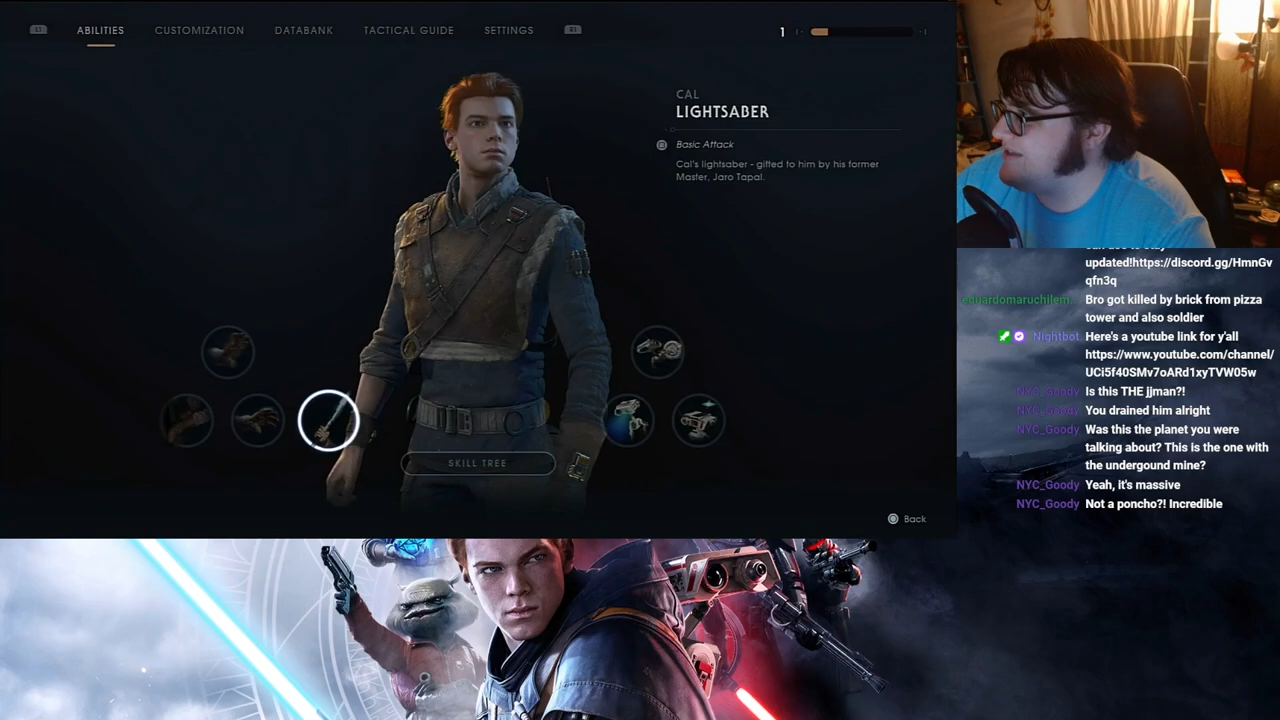 ABILITIES CUSTOMIZATION DATABANK TACTICAL GUIDE SETTINGS
1
CAL
LIGHTSABER
Basic Attack
Cal's lightsaber - gifted to him by his former
Master, Jaro Tapal.
SKILL TREE
Back
updated!https://discord.gg/HmnGv
qfn3q
eduardomaruchilem: Bro got killed by brick from pizza
tower and also soldier
Nightbot Here's a youtube link for y'all
https://www.youtube.com/channel/
UCi5f40SMv7oARd1xyTVW05w
NYC_Goody Is this THE jjman?!
NYC_Goody You drained him alright
NYC_Goody Was this the planet you were
talking about? This is the one with
the undergound mine?
NYC_Goody Yeah, it's massive
NYC_Goody Not a poncho?! Incredible